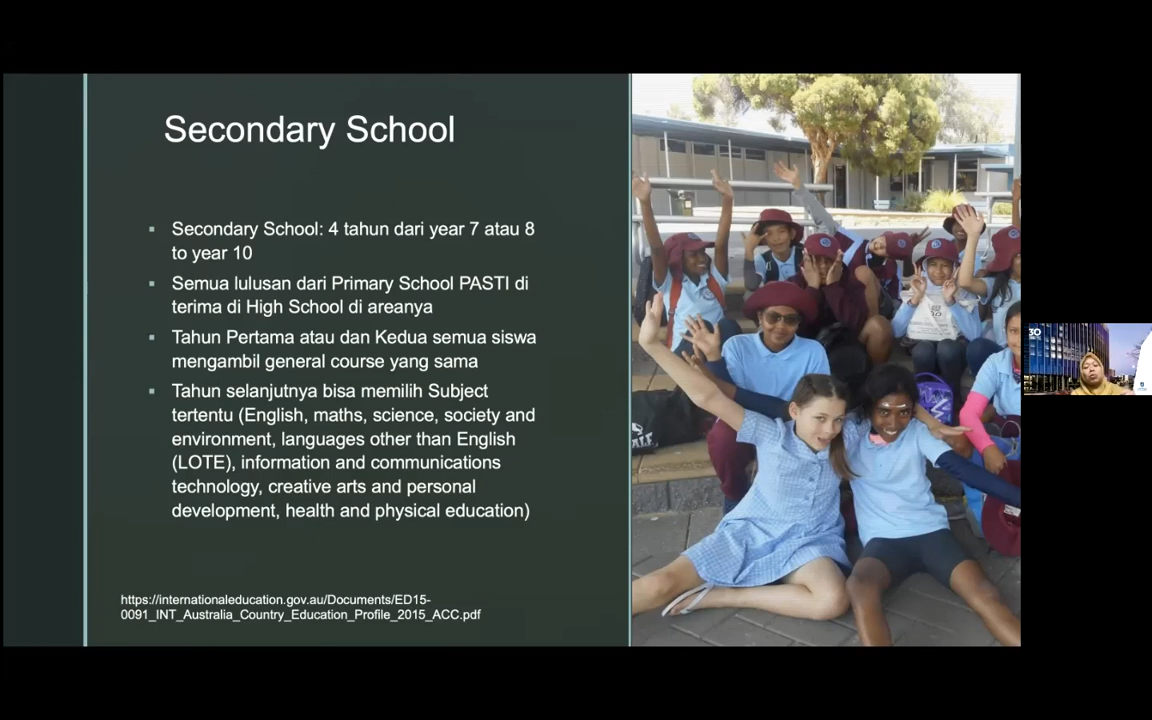 Secondary School
▪ Secondary School: 4 tahun dari year 7 atau 8
to year 10
▪ Semua lulusan dari Primary School PASTI di
terima di High School di areanya
▪ Tahun Pertama atau dan Kedua semua siswa
mengambil general course yang sama
▪ Tahun selanjutnya bisa memilih Subject
tertentu (English, maths, science, society and
environment, languages other than English
(LOTE), information and communications
technology, creative arts and personal
development, health and physical education)
https://internationaleducation.gov.au/Documents/ED15-
0091_INT_Australia_Country_Education_Profile_2015_ACC.pdf
30